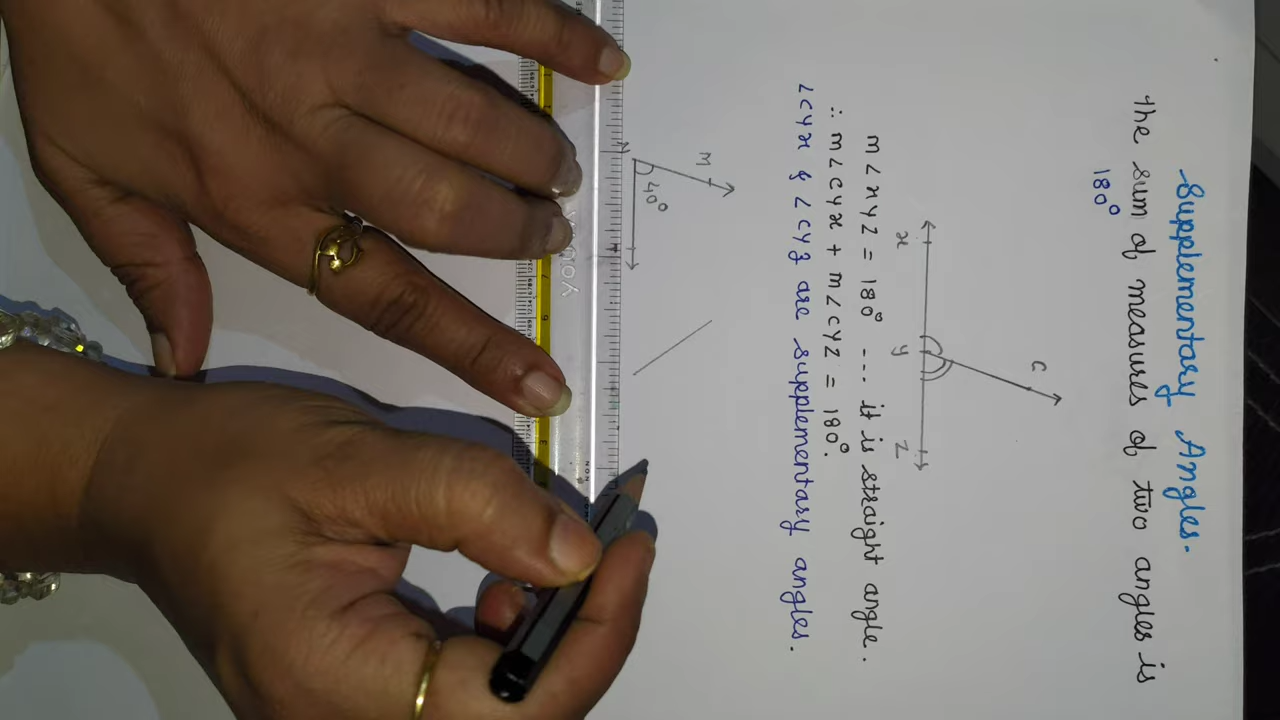 Supplementary Angles.
The sum of measures of two angles is
180°
C
x y z
m∠xyz = 180° --- it is straight angle.
∴ m∠cyx + m∠cyz = 180°.
∠cyx & ∠cyz are supplementary angles.
M
40°
N
YOUVA